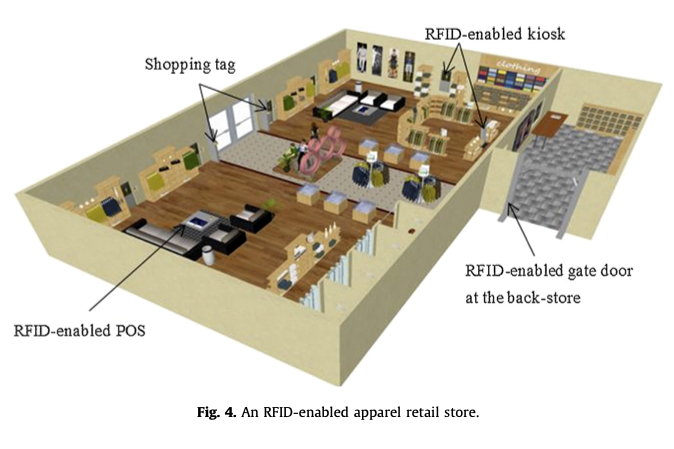 RFID-enabled kiosk
Shopping tag
clothing
RFID-enabled gate door
at the back-store
RFID-enabled POS
Fig. 4. An RFID-enabled apparel retail store.